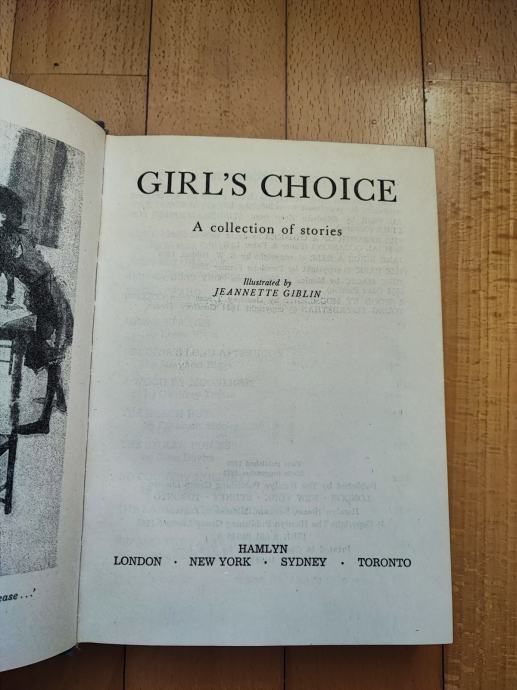 GIRL'S CHOICE
A collection of stories
Illustrated by
JEANNETTE GIBLIN
HAMLYN
LONDON · NEW YORK · SYDNEY · TORONTO
ease...'